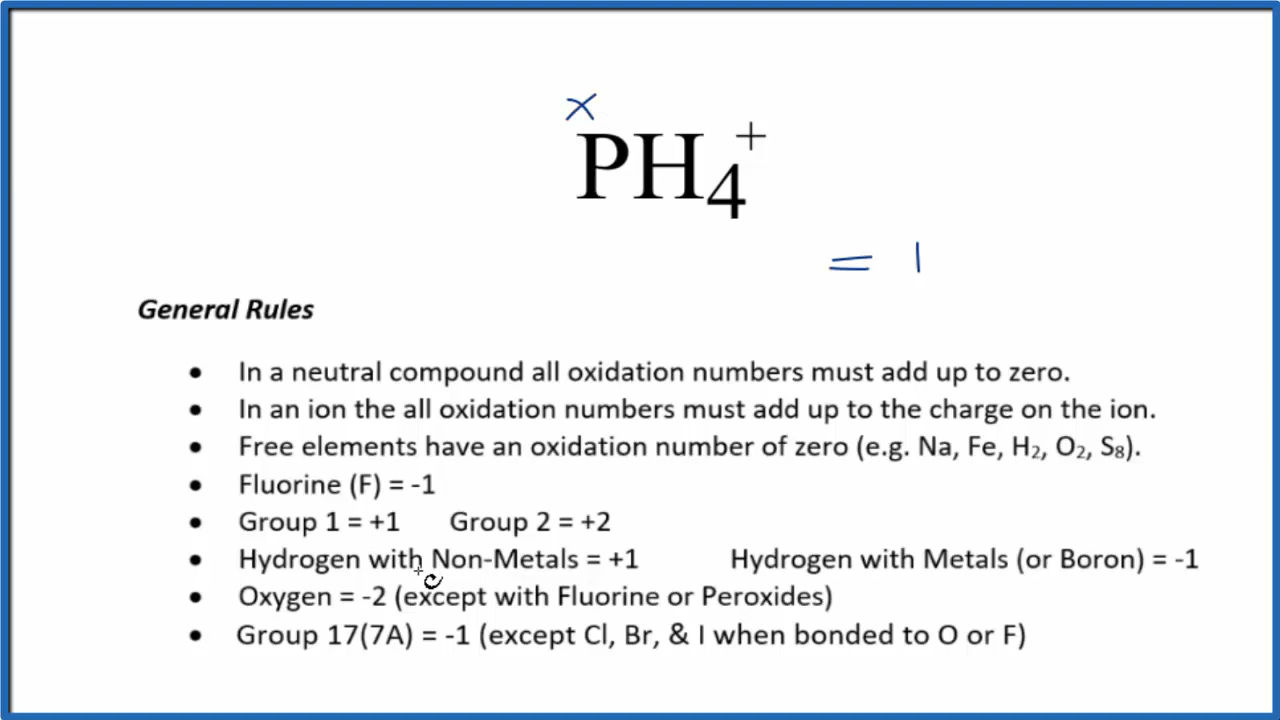 x
PH₄⁺
= 1
General Rules
• In a neutral compound all oxidation numbers must add up to zero.
• In an ion the all oxidation numbers must add up to the charge on the ion.
• Free elements have an oxidation number of zero (e.g. Na, Fe, H₂, O₂, S₈).
• Fluorine (F) = -1
• Group 1 = +1 Group 2 = +2
• Hydrogen with Non-Metals = +1 Hydrogen with Metals (or Boron) = -1
• Oxygen = -2 (except with Fluorine or Peroxides)
• Group 17(7A) = -1 (except Cl, Br, & I when bonded to O or F)